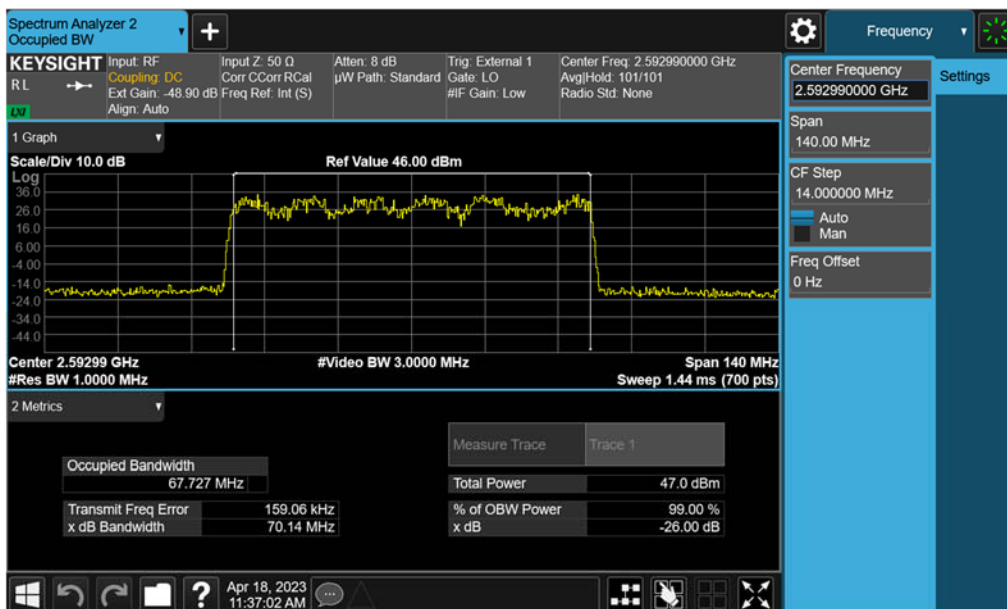 Spectrum Analyzer 2
Occupied BW
Frequency
KEYSIGHT
RL
LXI
Input: RF
Coupling: DC
Ext Gain: -48.90 dB
Align: Auto
Input Z: 50 Ω
Corr CCorr RCal
Freq Ref: Int (S)
Atten: 8 dB
µW Path: Standard
Trig: External 1
Gate: LO
#IF Gain: Low
Center Freq: 2.592990000 GHz
Avg|Hold: 101/101
Radio Std: None
Center Frequency
2.592990000 GHz
Settings
Span
140.00 MHz
CF Step
14.000000 MHz
Auto
Man
Freq Offset
0 Hz
1 Graph
Scale/Div 10.0 dB
Ref Value 46.00 dBm
Log
36.0
26.0
16.0
6.00
-4.00
-14.0
-24.0
-34.0
-44.0
Center 2.59299 GHz
#Video BW 3.0000 MHz
Span 140 MHz
#Res BW 1.0000 MHz
Sweep 1.44 ms (700 pts)
2 Metrics
Measure Trace
Trace 1
Occupied Bandwidth
67.727 MHz
Total Power
47.0 dBm
Transmit Freq Error
159.06 kHz
% of OBW Power
99.00 %
x dB Bandwidth
70.14 MHz
x dB
-26.00 dB
?
Apr 18, 2023
11:37:02 AM